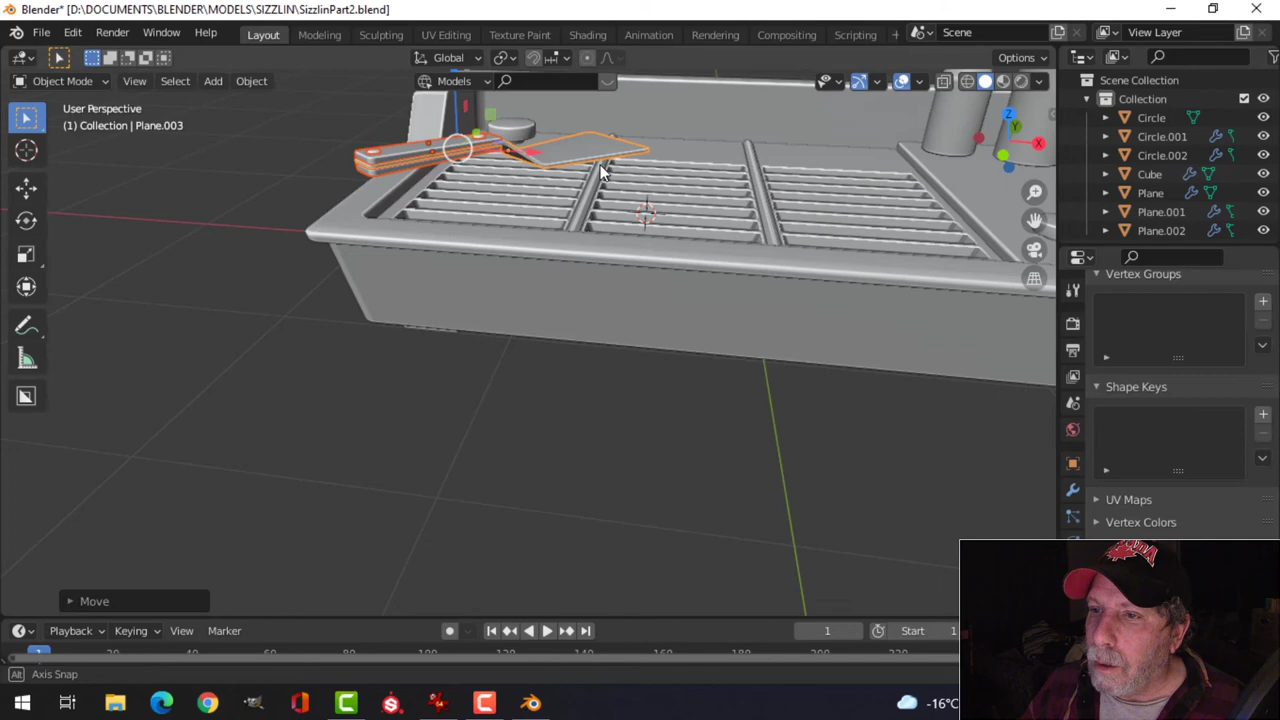 Blender* [D:\DOCUMENTS\BLENDER\MODELS\SIZZLIN\SizzlinPart2.blend]
File Edit Render Window Help
Layout Modeling Sculpting UV Editing Texture Paint Shading Animation Rendering Compositing Scripting +
Scene
View Layer
Global
Options
Object Mode View Select Add Object
Models
User Perspective
(1) Collection | Plane.003
Z
Y
X
Scene Collection
Collection
Circle
Circle.001
Circle.002
Cube
Plane
Plane.001
Plane.002
Vertex Groups
Shape Keys
UV Maps
Vertex Colors
Move
Playback Keying View Marker
1
Start 1
Alt Axis Snap
-16°C